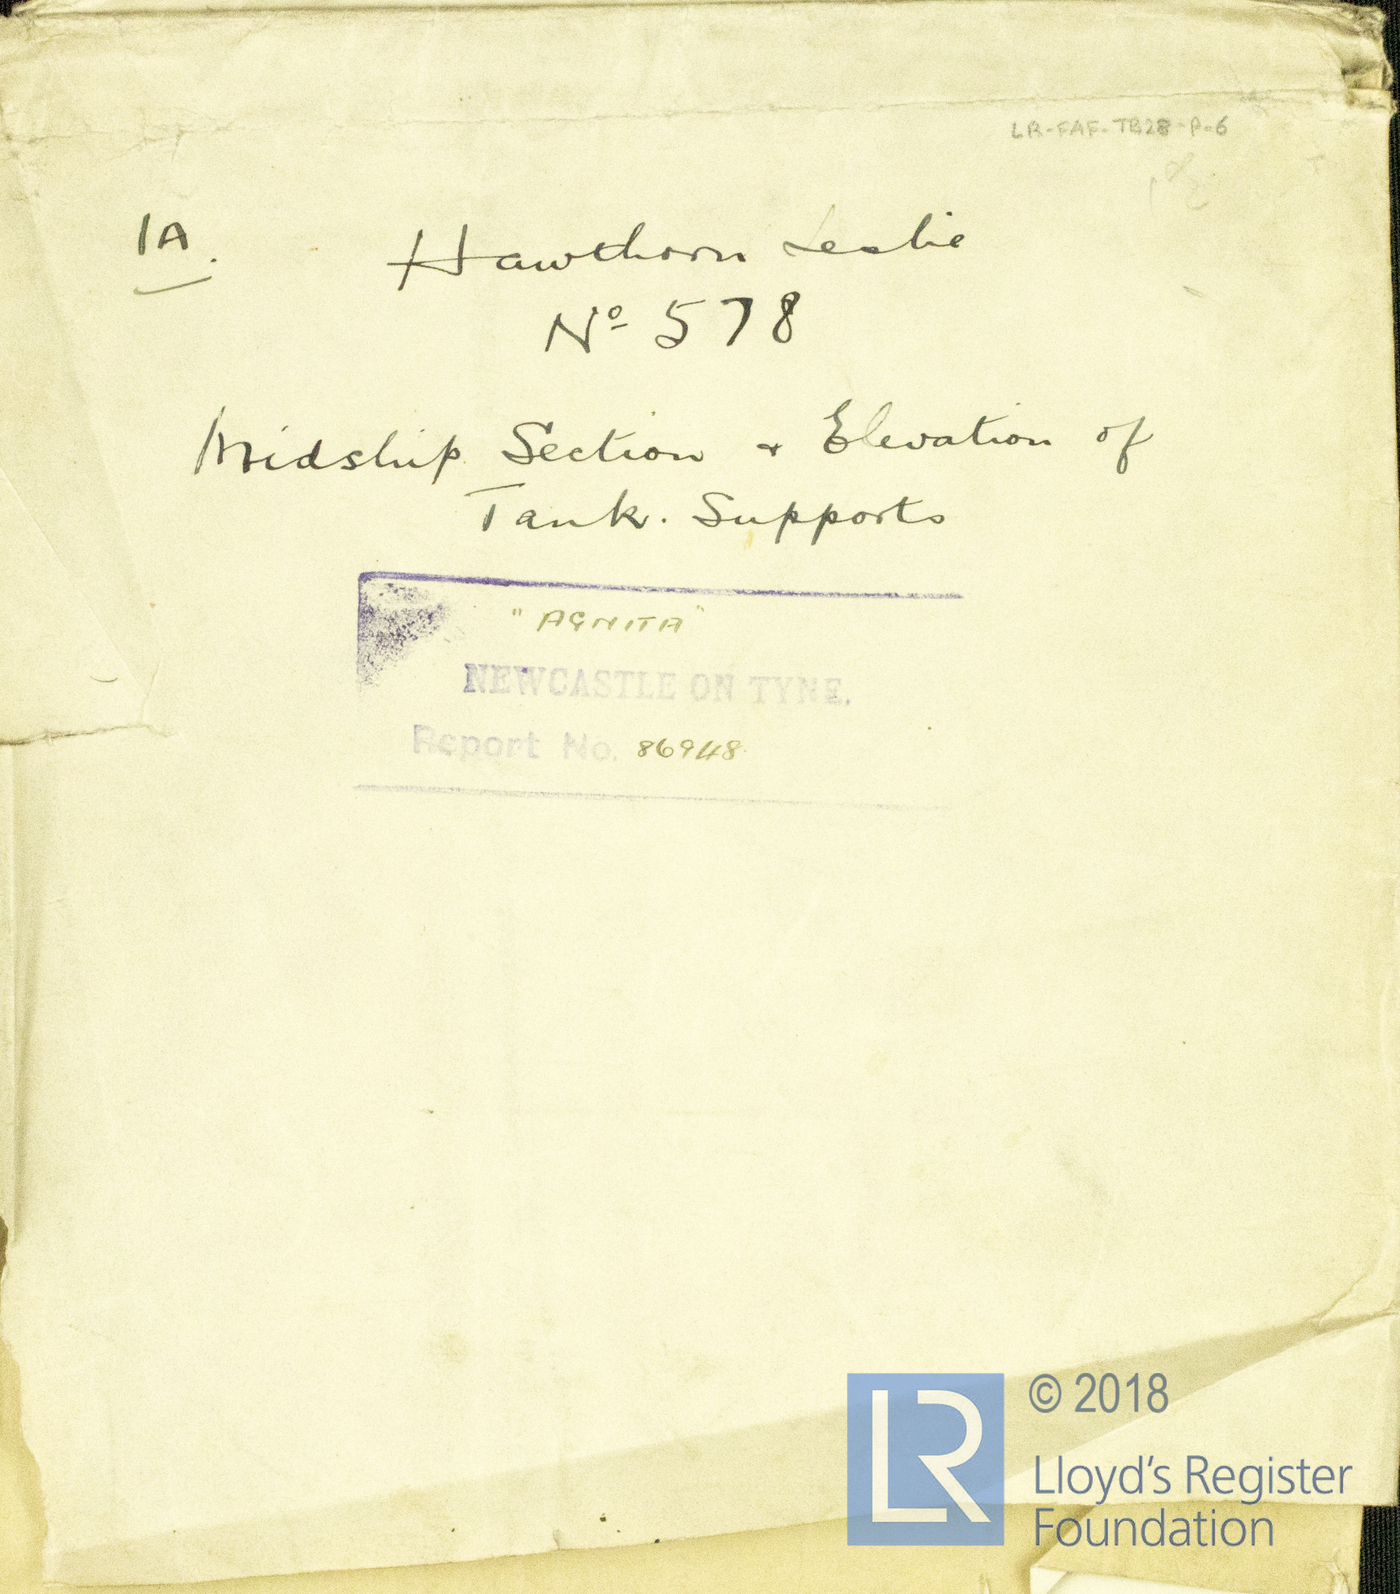 LR-FAF-TB28-P-6
1A.
Hawthorn Leslie
Nº 578
Midship Section & Elevation of
Tank. Supports
"AGNITA"
NEWCASTLE ON TYNE.
Report No. 86948
LR
© 2018
Lloyd's Register
Foundation